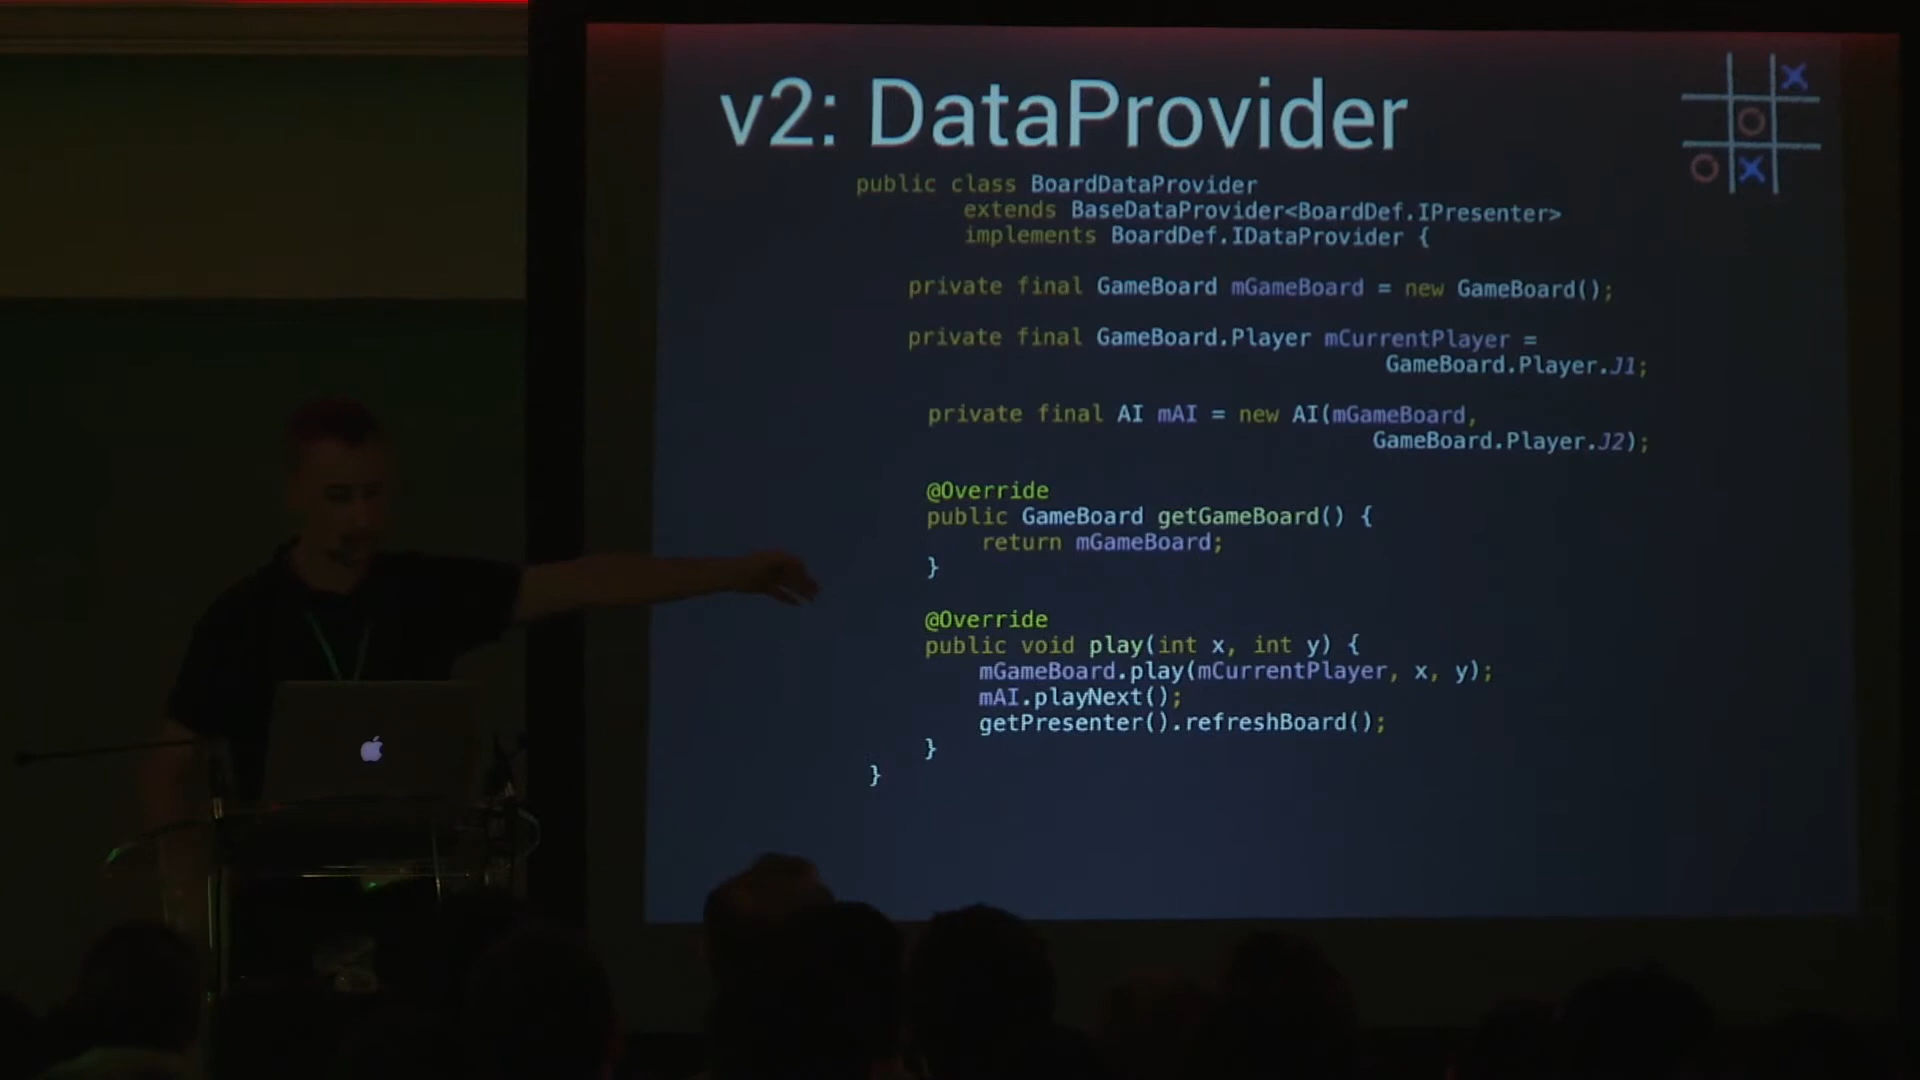 v2: DataProvider
public class BoardDataProvider
extends BaseDataProvider<BoardDef.IPresenter>
implements BoardDef.IDataProvider {
private final GameBoard mGameBoard = new GameBoard();
private final GameBoard.Player mCurrentPlayer =
GameBoard.Player.J1;
private final AI mAI = new AI(mGameBoard,
GameBoard.Player.J2);
@Override
public GameBoard getGameBoard() {
return mGameBoard;
}
@Override
public void play(int x, int y) {
mGameBoard.play(mCurrentPlayer, x, y);
mAI.playNext();
getPresenter().refreshBoard();
}
}